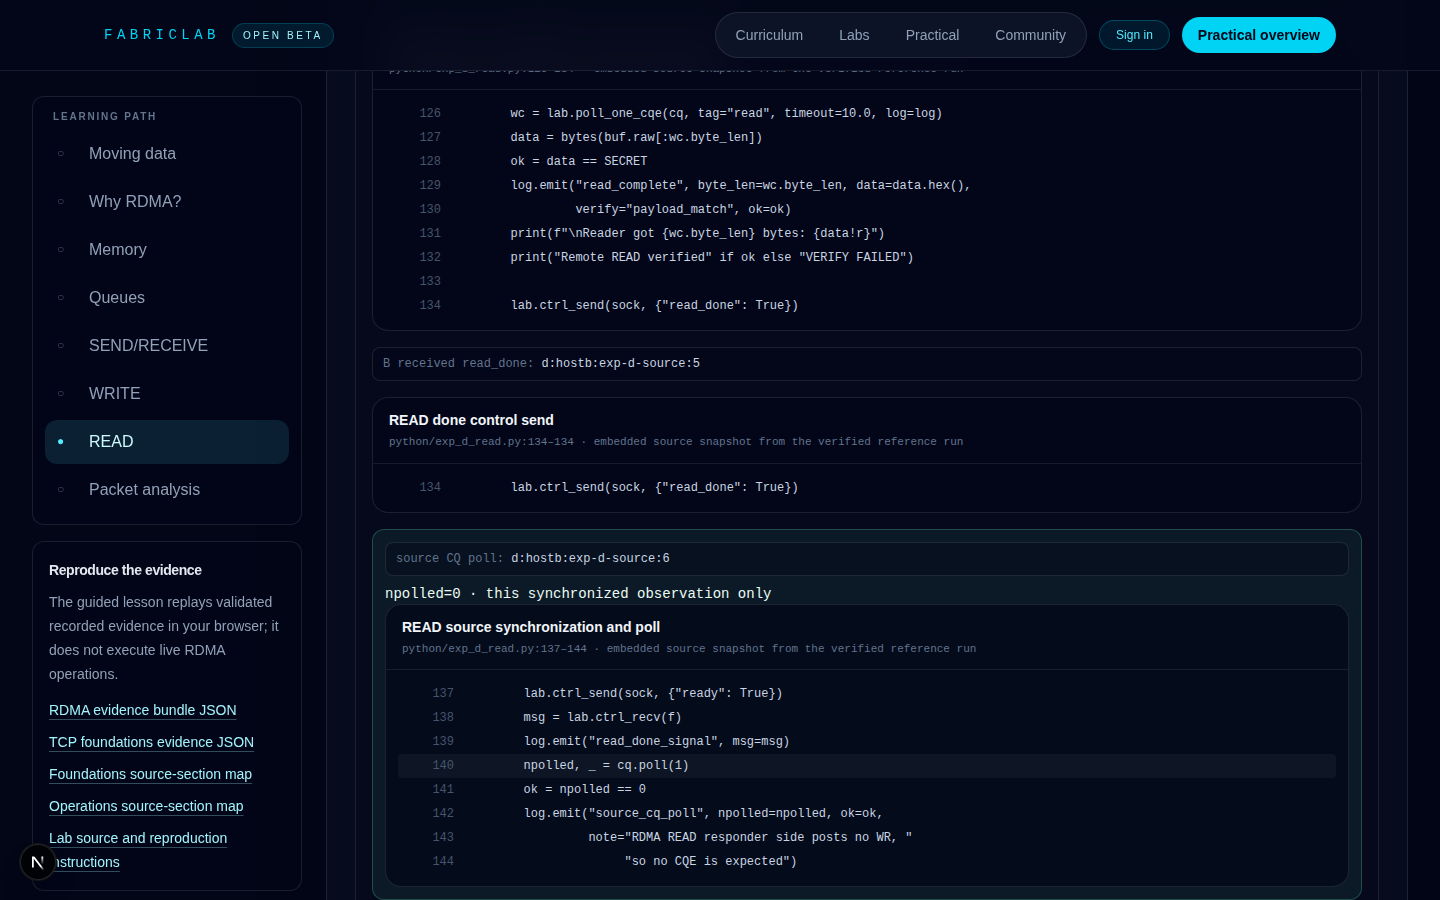 FABRICLAB
OPEN BETA
Curriculum
Labs
Practical
Community
Sign in
Practical overview
LEARNING PATH
Moving data
Why RDMA?
Memory
Queues
SEND/RECEIVE
WRITE
READ
Packet analysis
Reproduce the evidence
The guided lesson replays validated
recorded evidence in your browser; it
does not execute live RDMA
operations.
RDMA evidence bundle JSON
TCP foundations evidence JSON
Foundations source-section map
Operations source-section map
Lab source and reproduction
instructions
N
126 wc = lab.poll_one_cqe(cq, tag="read", timeout=10.0, log=log)
127 data = bytes(buf.raw[:wc.byte_len])
128 ok = data == SECRET
129 log.emit("read_complete", byte_len=wc.byte_len, data=data.hex(),
130 verify="payload_match", ok=ok)
131 print(f"\nReader got {wc.byte_len} bytes: {data!r}")
132 print("Remote READ verified" if ok else "VERIFY FAILED")
133
134 lab.ctrl_send(sock, {"read_done": True})
B received read_done: d:hostb:exp-d-source:5
READ done control send
python/exp_d_read.py:134–134 · embedded source snapshot from the verified reference run
134 lab.ctrl_send(sock, {"read_done": True})
source CQ poll: d:hostb:exp-d-source:6
npolled=0 · this synchronized observation only
READ source synchronization and poll
python/exp_d_read.py:137–144 · embedded source snapshot from the verified reference run
137 lab.ctrl_send(sock, {"ready": True})
138 msg = lab.ctrl_recv(f)
139 log.emit("read_done_signal", msg=msg)
140 npolled, _ = cq.poll(1)
141 ok = npolled == 0
142 log.emit("source_cq_poll", npolled=npolled, ok=ok,
143 note="RDMA READ responder side posts no WR, "
144 "so no CQE is expected")